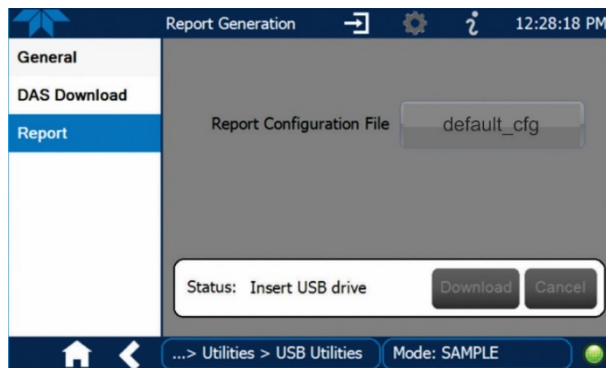 Report Generation 12:28:18 PM
General
DAS Download
Report
Report Configuration File default_cfg
Status: Insert USB drive Download Cancel
...> Utilities > USB Utilities Mode: SAMPLE